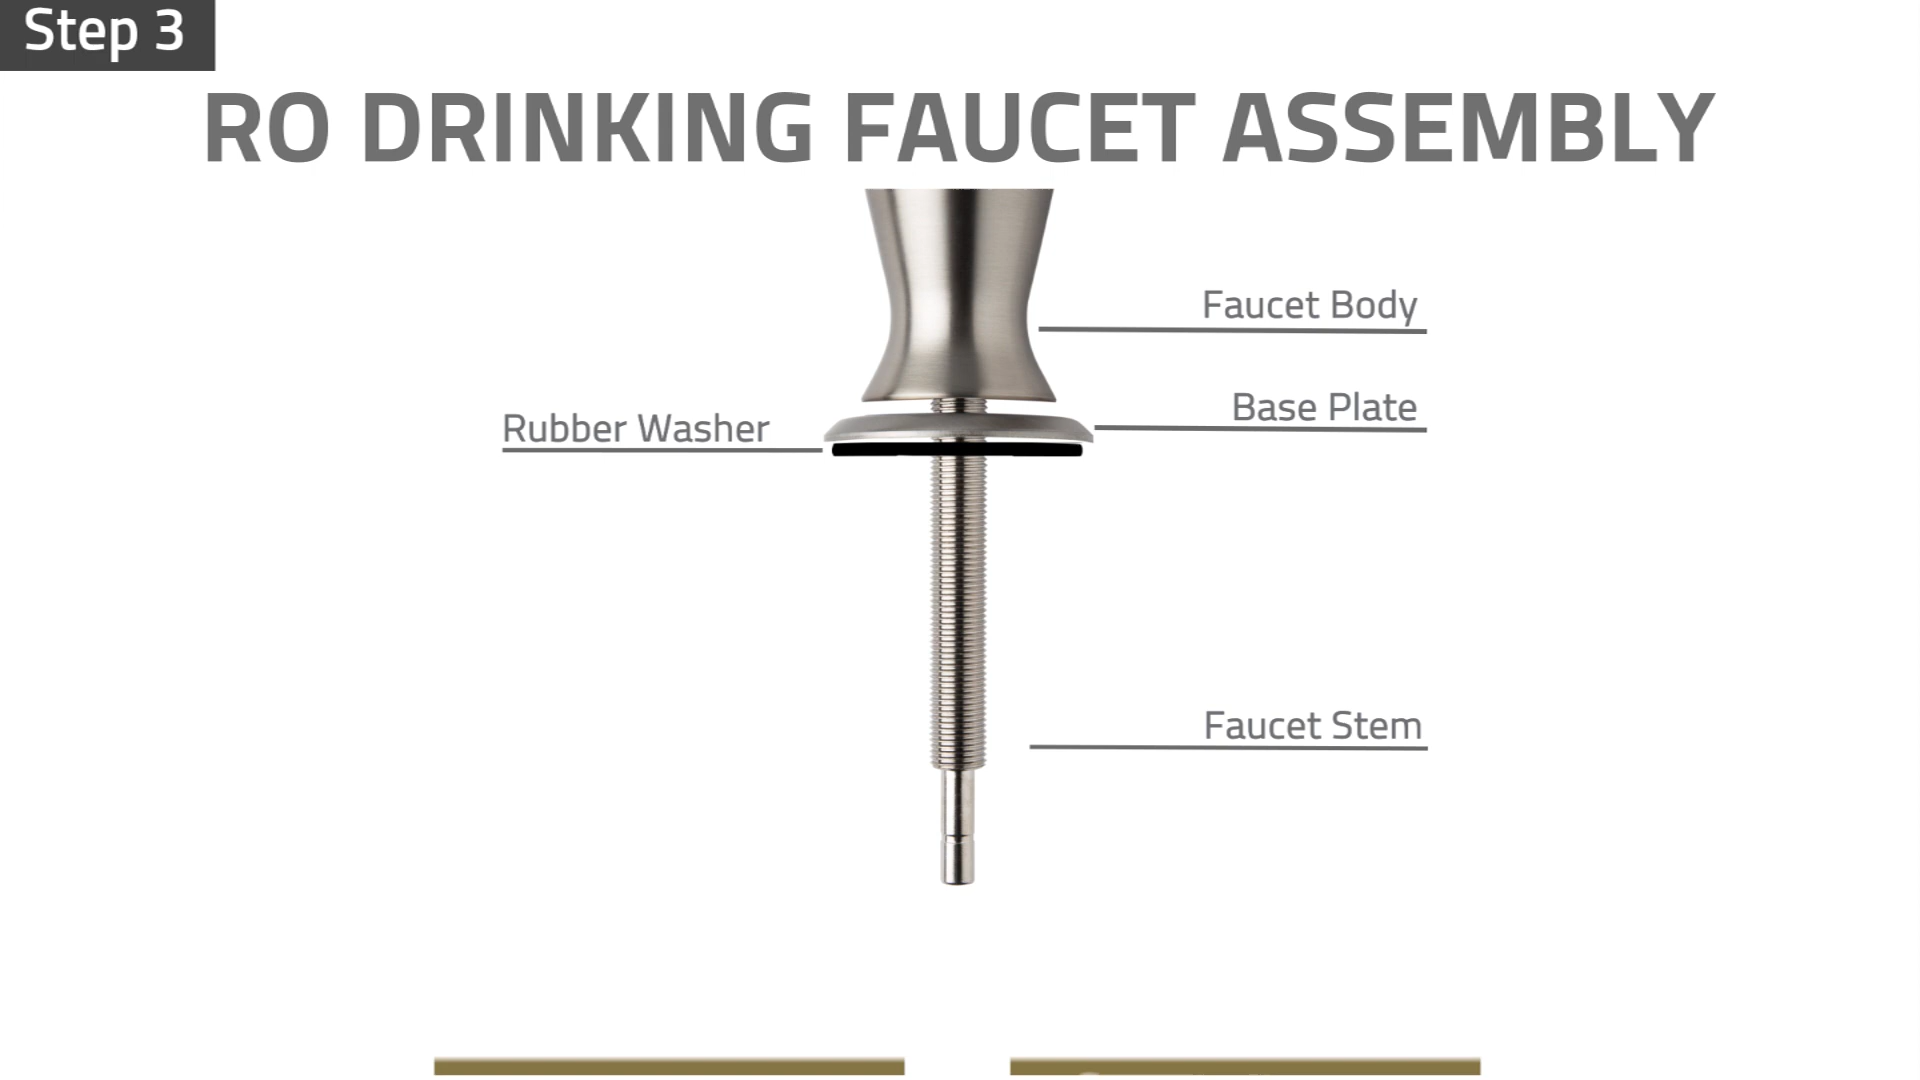 Step 3
RO DRINKING FAUCET ASSEMBLY
Faucet Body
Base Plate
Rubber Washer
Faucet Stem